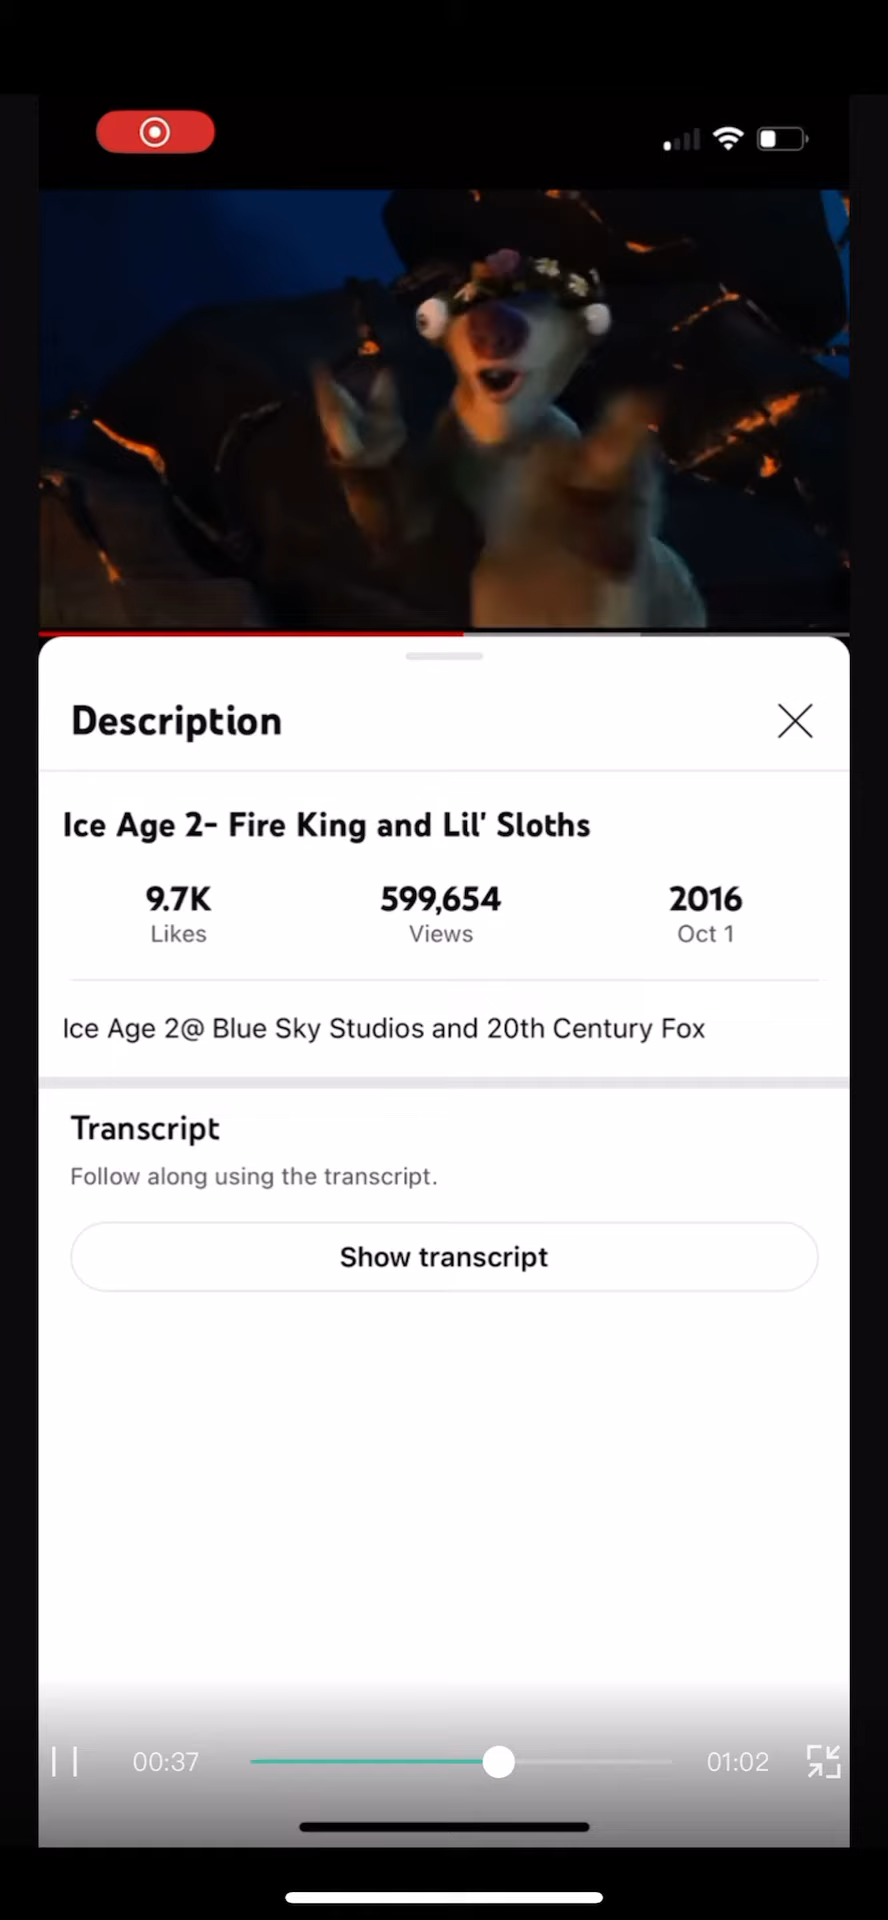 Description
Ice Age 2- Fire King and Lil' Sloths
9.7K 599,654 2016
Likes Views Oct 1
Ice Age 2@ Blue Sky Studios and 20th Century Fox
Transcript
Follow along using the transcript.
Show transcript
00:37 01:02